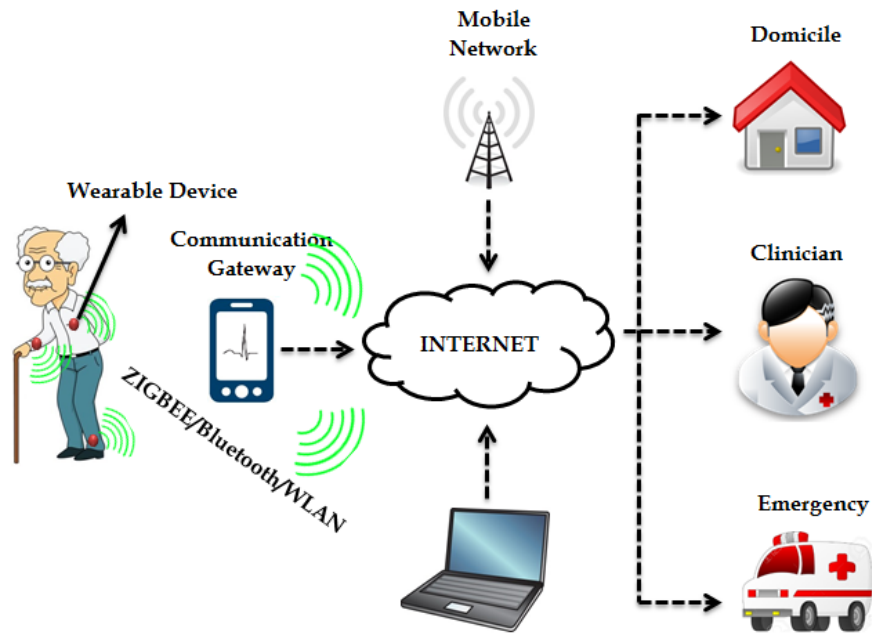 Mobile
Network
Domicile
Wearable Device
Communication
Gateway
Clinician
INTERNET
ZIGBEE/Bluetooth/WLAN
Emergency